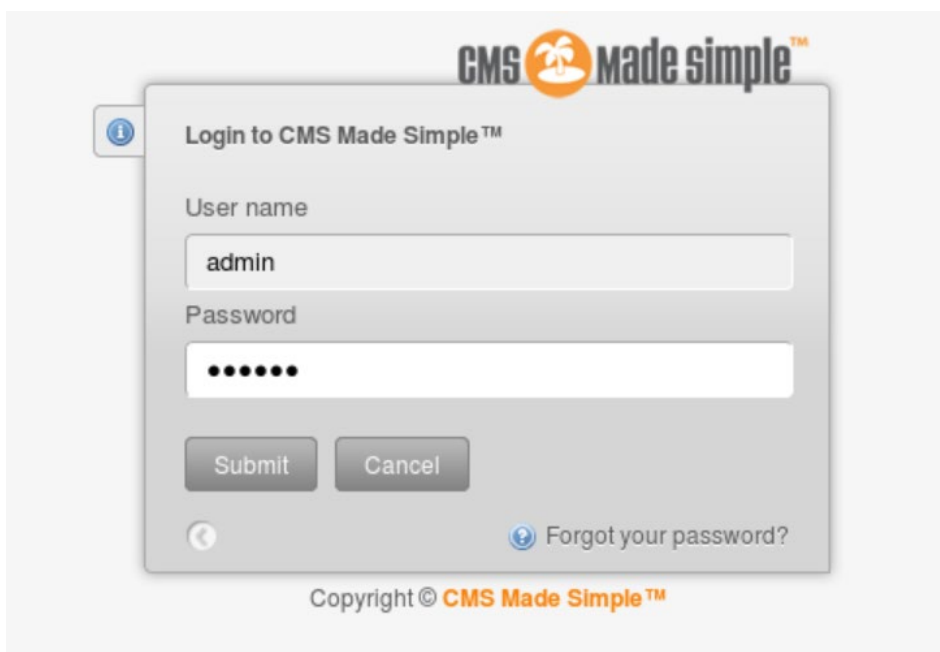 CMS Made simple™
Login to CMS Made Simple™
User name
admin
Password
••••••
Submit Cancel
Forgot your password?
Copyright © CMS Made Simple™